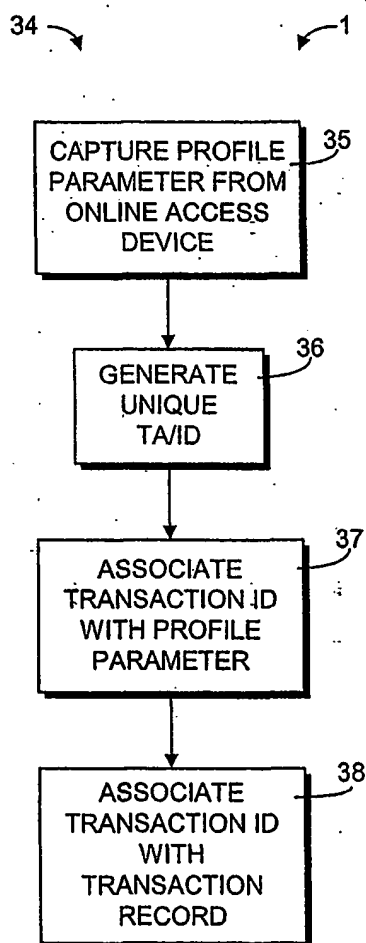 34
1
35
CAPTURE PROFILE
PARAMETER FROM
ONLINE ACCESS
DEVICE
36
GENERATE
UNIQUE
TA/ID
37
ASSOCIATE
TRANSACTION ID
WITH PROFILE
PARAMETER
38
ASSOCIATE
TRANSACTION ID
WITH
TRANSACTION
RECORD